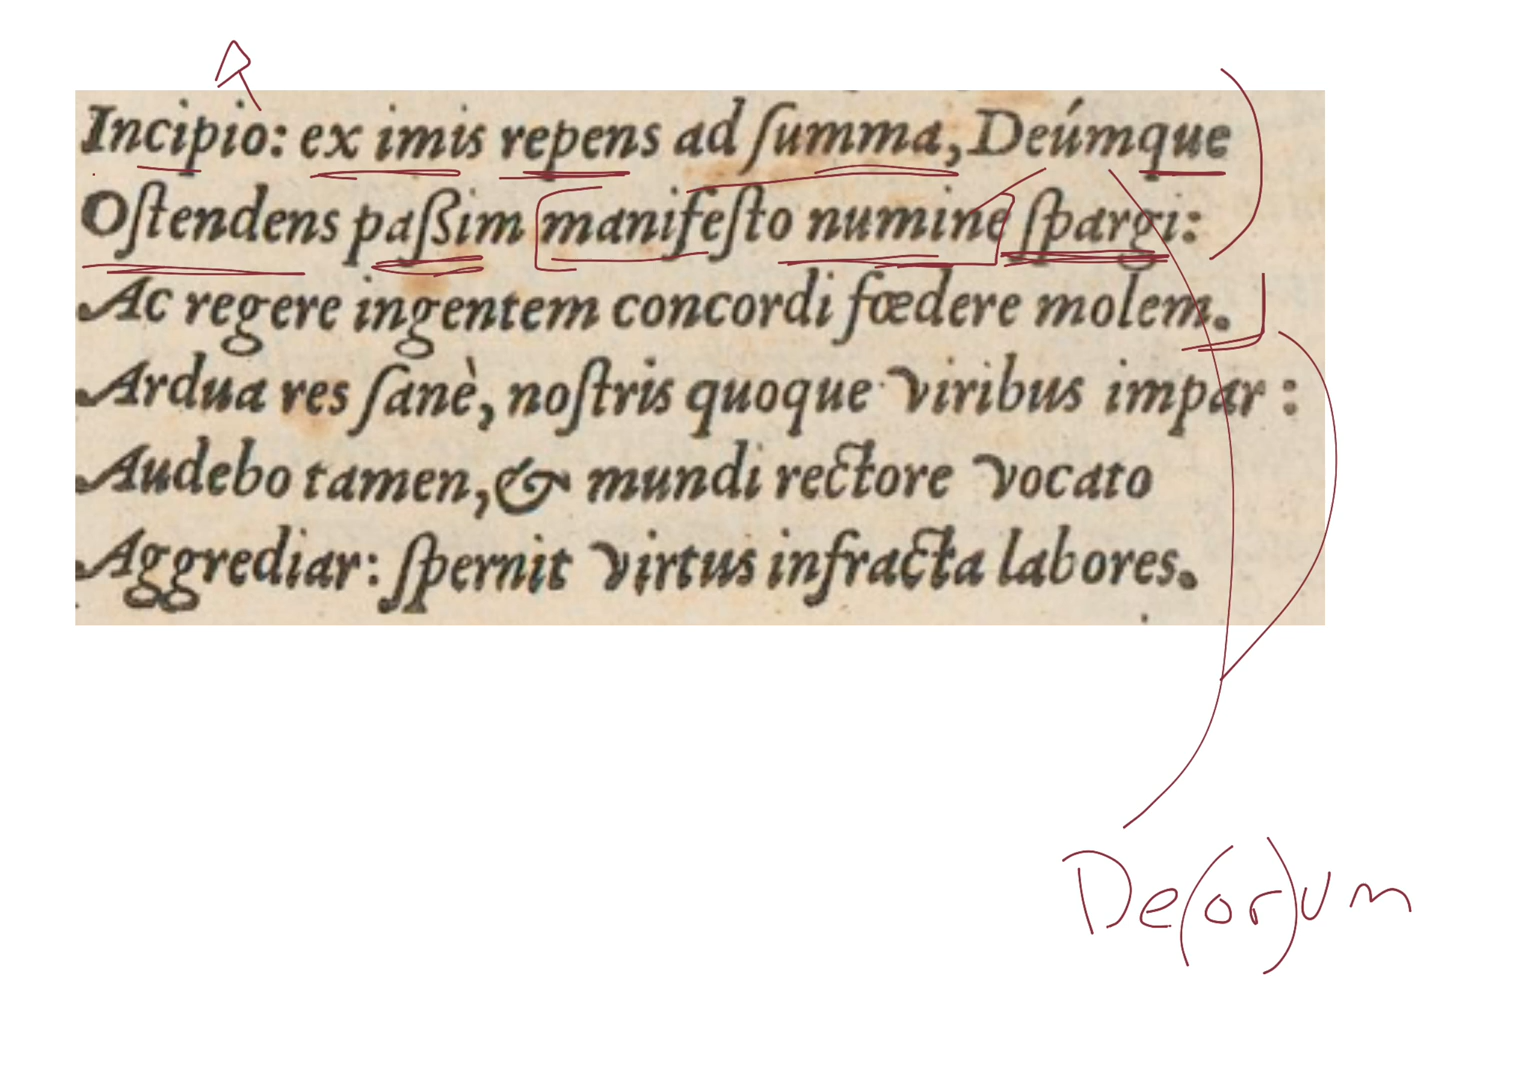 Incipio: ex imis repens ad ſumma, Deúmque
Oſtendens paſßim manifeſto numine ſpargi:
Ac regere ingentem concordi fœdere molem.
Ardua res ſanè, noſtris quoque viribus impar :
Audebo tamen, & mundi rectore vocato
Aggrediar: ſpernit virtus infracta labores.
De(or)um